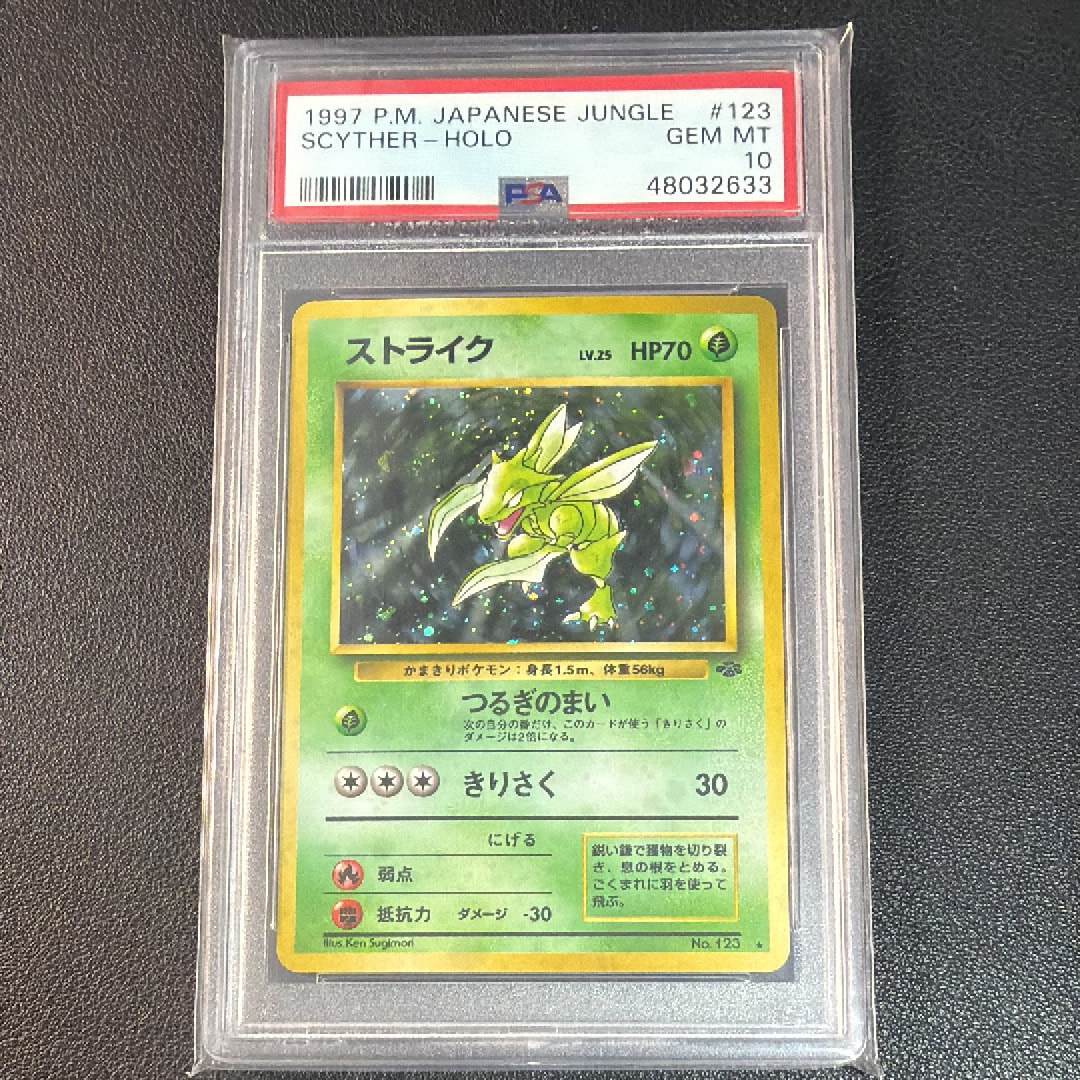 1997 P.M. JAPANESE JUNGLE #123
SCYTHER - HOLO GEM MT
10
PSA 48032633
ストライク LV.25 HP70
かまきりポケモン:身長1.5m、体重56kg
つるぎのまい
次の自分の番だけ、このカードが使う「きりさく」の
ダメージは2倍になる。
きりさく 30
にげる
弱点
抵抗力 ダメージ -30
鋭い鎌で獲物を切り裂
ぎ、息の根をとめる。
ごくまれに羽を使って
飛ぶ。
Illus. Ken Sugimori No. 123 ★